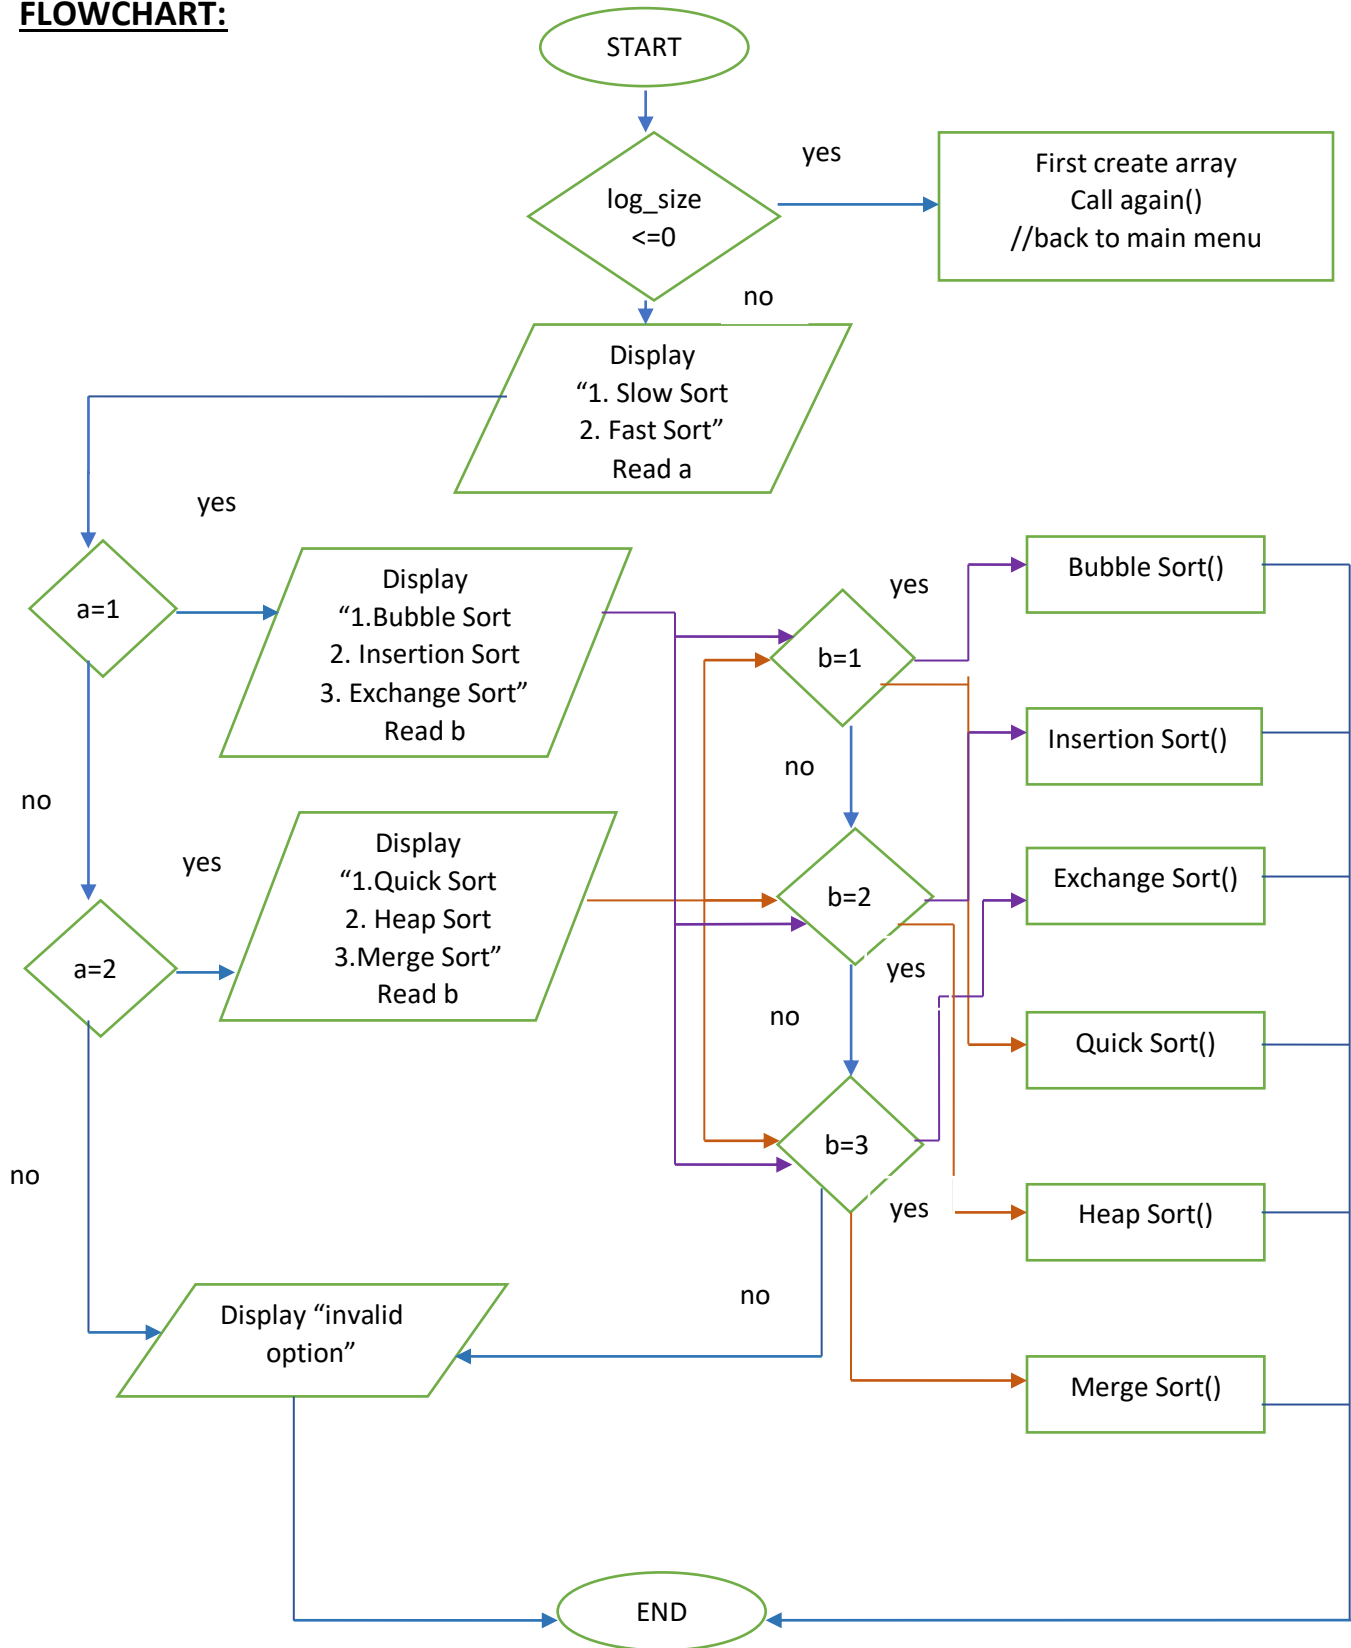 FLOWCHART:
START
yes
log_size
<=0
First create array
Call again()
//back to main menu
no
Display
“1. Slow Sort
2. Fast Sort”
Read a
yes
a=1
Display
“1.Bubble Sort
2. Insertion Sort
3. Exchange Sort”
Read b
yes
b=1
Bubble Sort()
Insertion Sort()
no
no
yes
Display
“1.Quick Sort
2. Heap Sort
3.Merge Sort”
Read b
b=2
Exchange Sort()
a=2
yes
no
Quick Sort()
b=3
no
yes
Heap Sort()
no
Display “invalid
option”
Merge Sort()
END